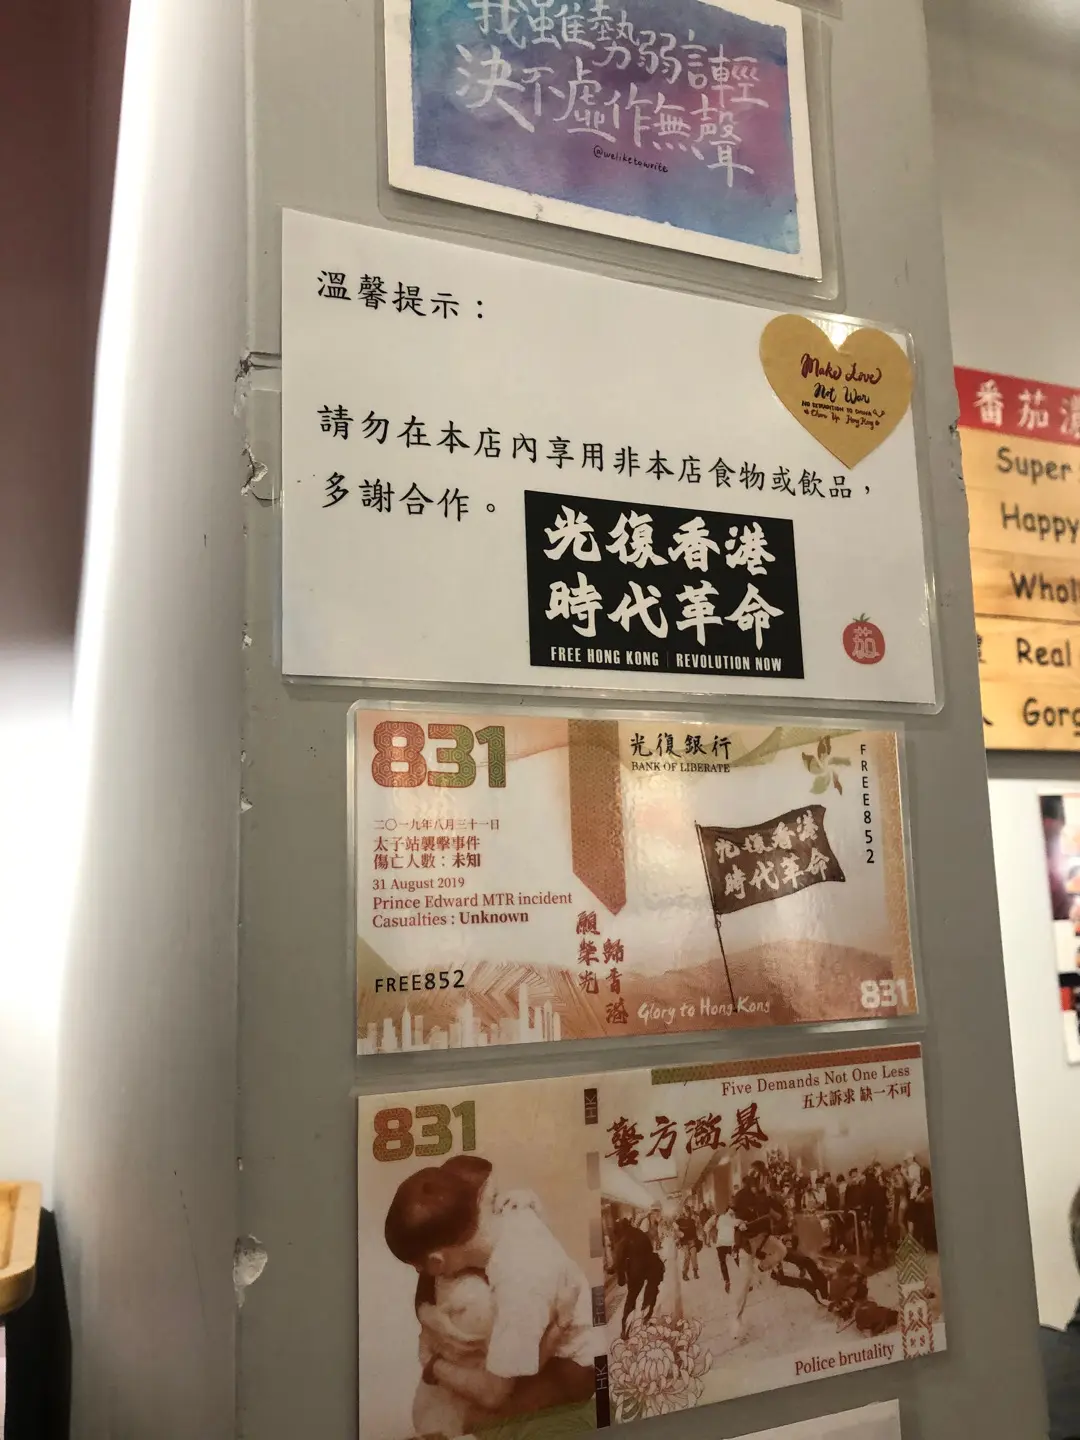 我雖勢弱言輕
決不虛作無聲
@weliketowrite
溫馨提示：
Make Love
Not War
NO EXTRADITION TO CHINA
請勿在本店內享用非本店食物或飲品，
多謝合作。
光復香港
時代革命
FREE HONG KONG | REVOLUTION NOW
茄
番茄
Super
Happy
Whol
Real
Gorg
831
光復銀行
BANK OF LIBERATE
FREE852
二〇一九年八月三十一日
太子站襲擊事件
傷亡人數：未知
31 August 2019
Prince Edward MTR incident
Casualties : Unknown
光復香港
時代革命
願榮光
歸香港
FREE852
Glory to Hong Kong
831
831
HK
Five Demands Not One Less
五大訴求 缺一不可
警方濫暴
HK
Police brutality